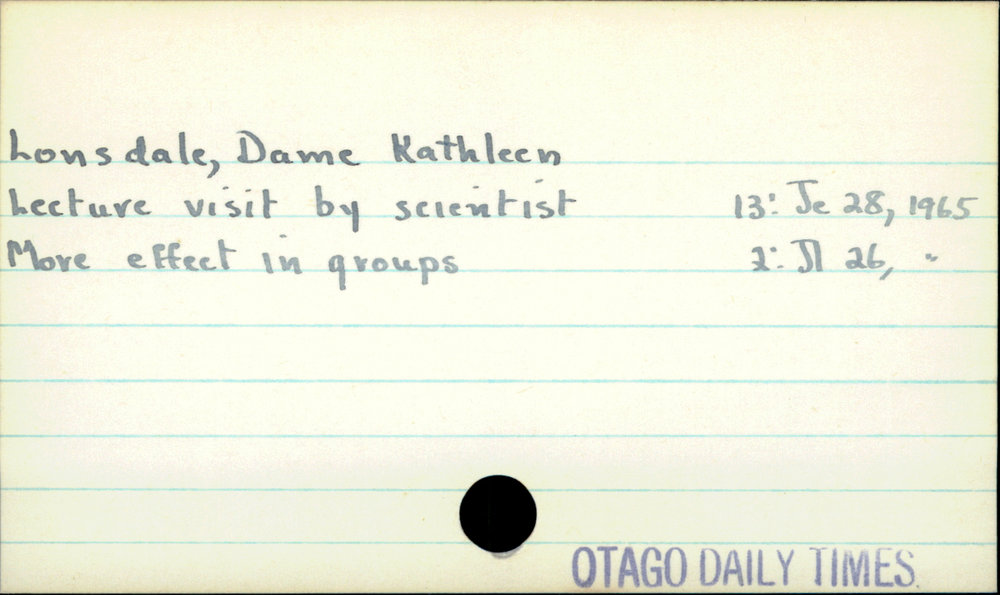 Lonsdale, Dame Kathleen
Lecture visit by scientist 13: Je 28, 1965
More effect in groups 2: Jl 26, "
OTAGO DAILY TIMES.